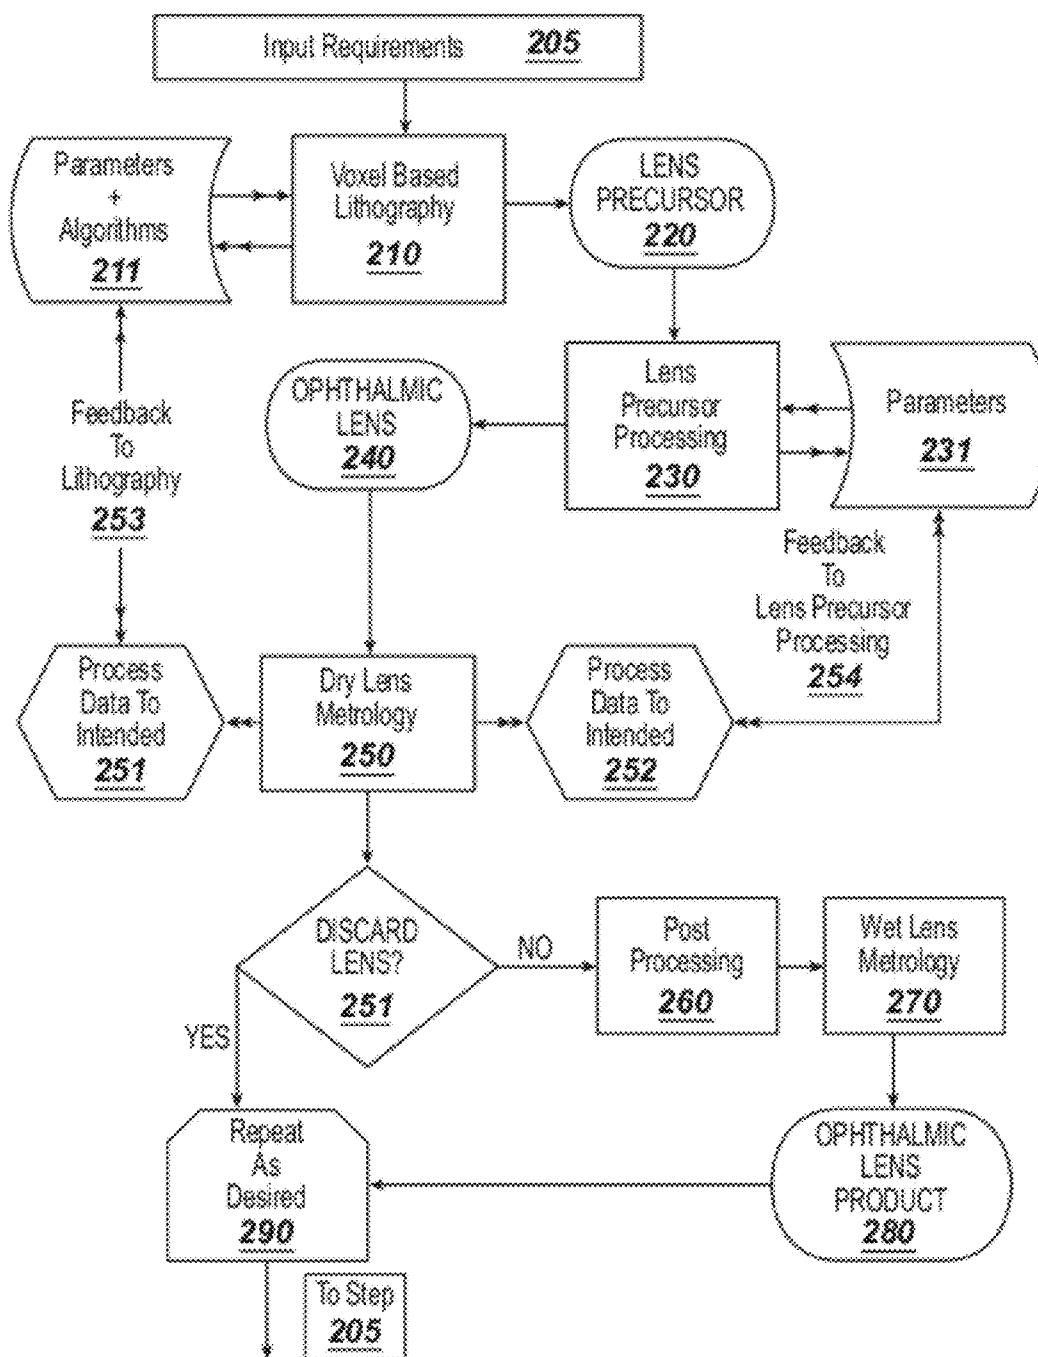 Input Requirements 205
Parameters
+
Algorithms
211
Voxel Based
Lithography
210
LENS
PRECURSOR
220
Feedback
To
Lithography
253
OPHTHALMIC
LENS
240
Lens
Precursor
Processing
230
Parameters
231
Feedback
To
Lens Precursor
Processing
254
Process
Data To
Intended
251
Dry Lens
Metrology
250
Process
Data To
Intended
252
DISCARD
LENS?
251
NO
YES
Post
Processing
260
Wet Lens
Metrology
270
Repeat
As
Desired
290
OPHTHALMIC
LENS
PRODUCT
280
To Step
205